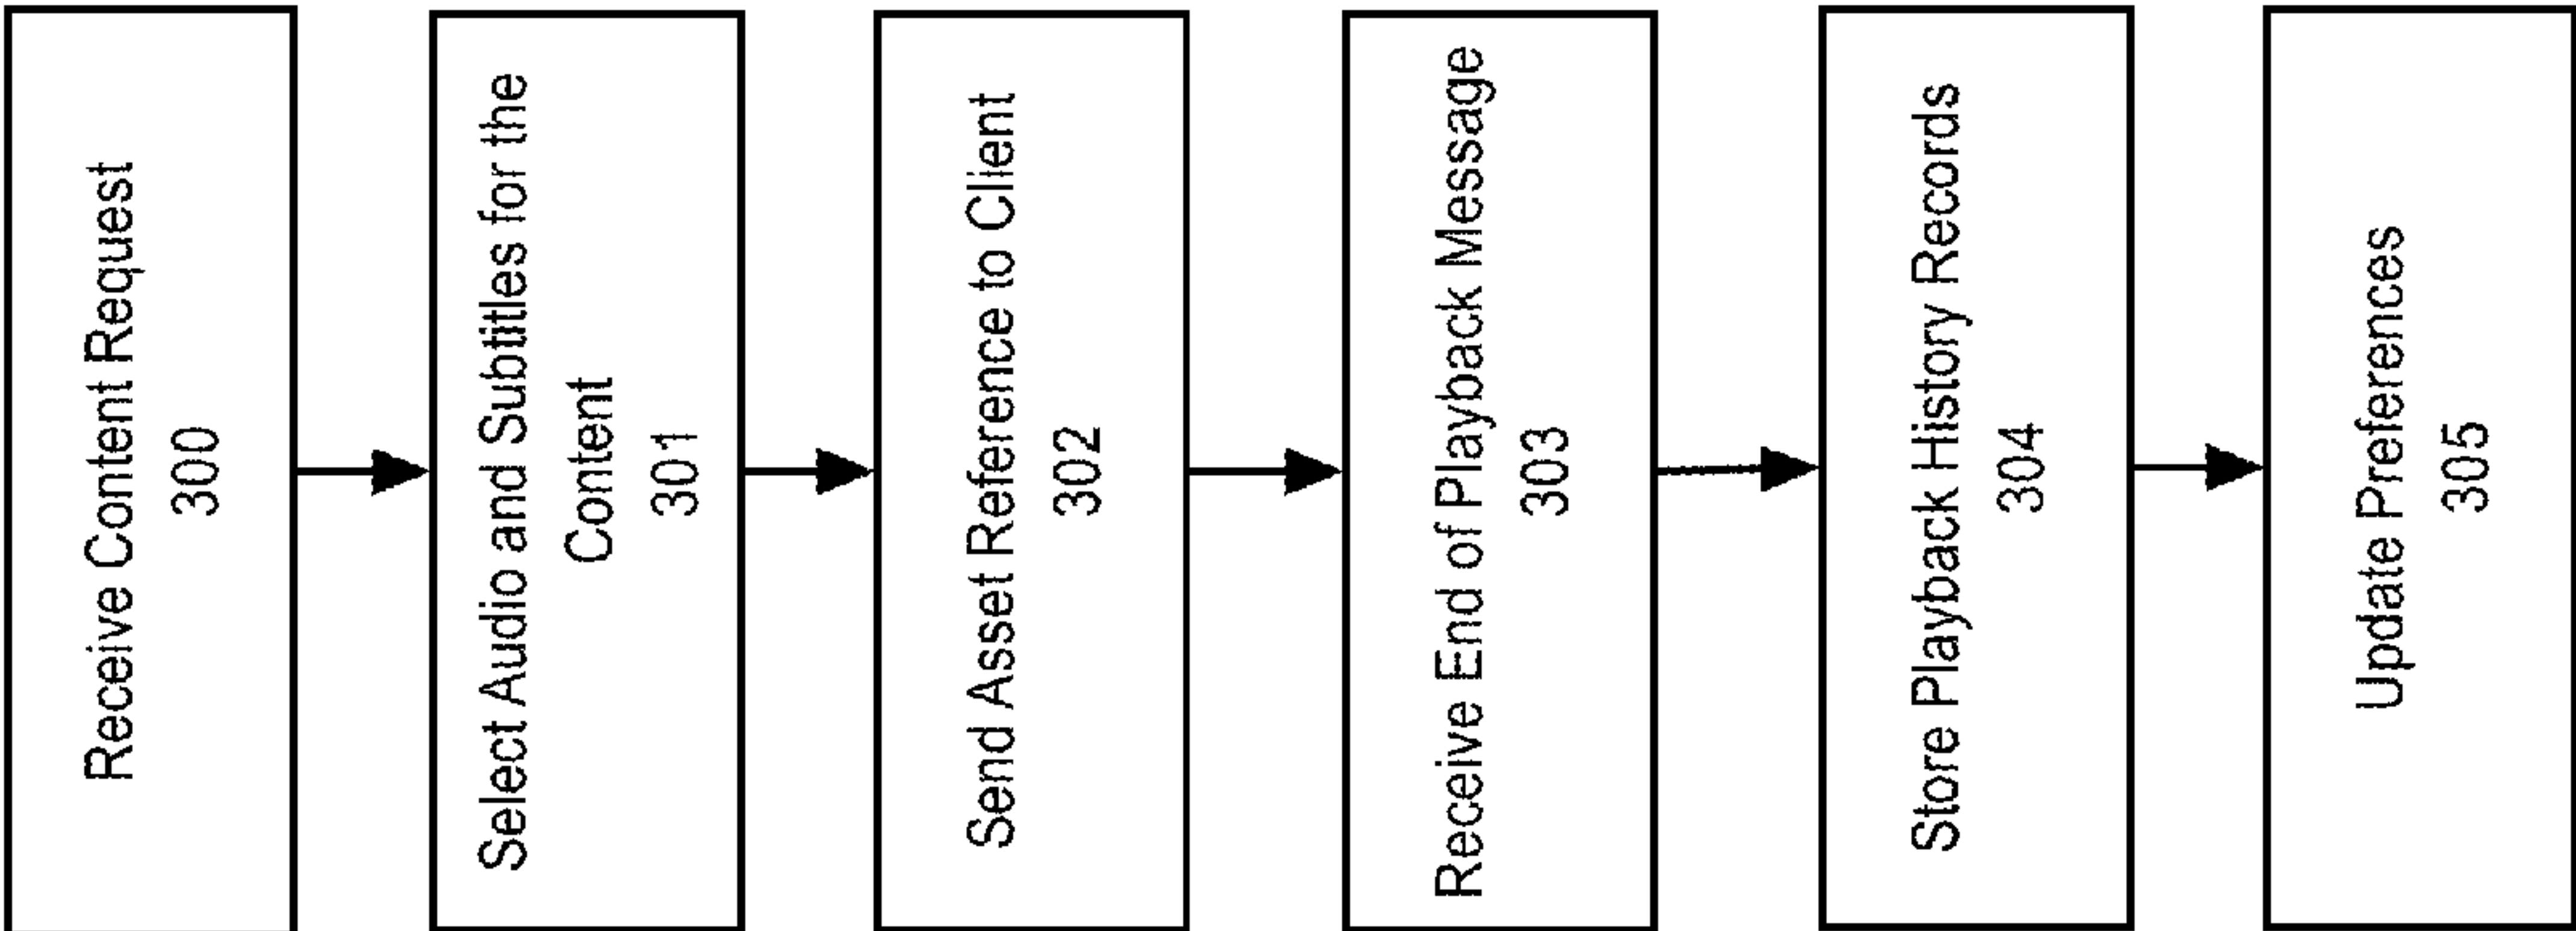 Receive Content Request
300
Select Audio and Subtitles for the
Content
301
Send Asset Reference to Client
302
Receive End of Playback Message
303
Store Playback History Records
304
Update Preferences
305